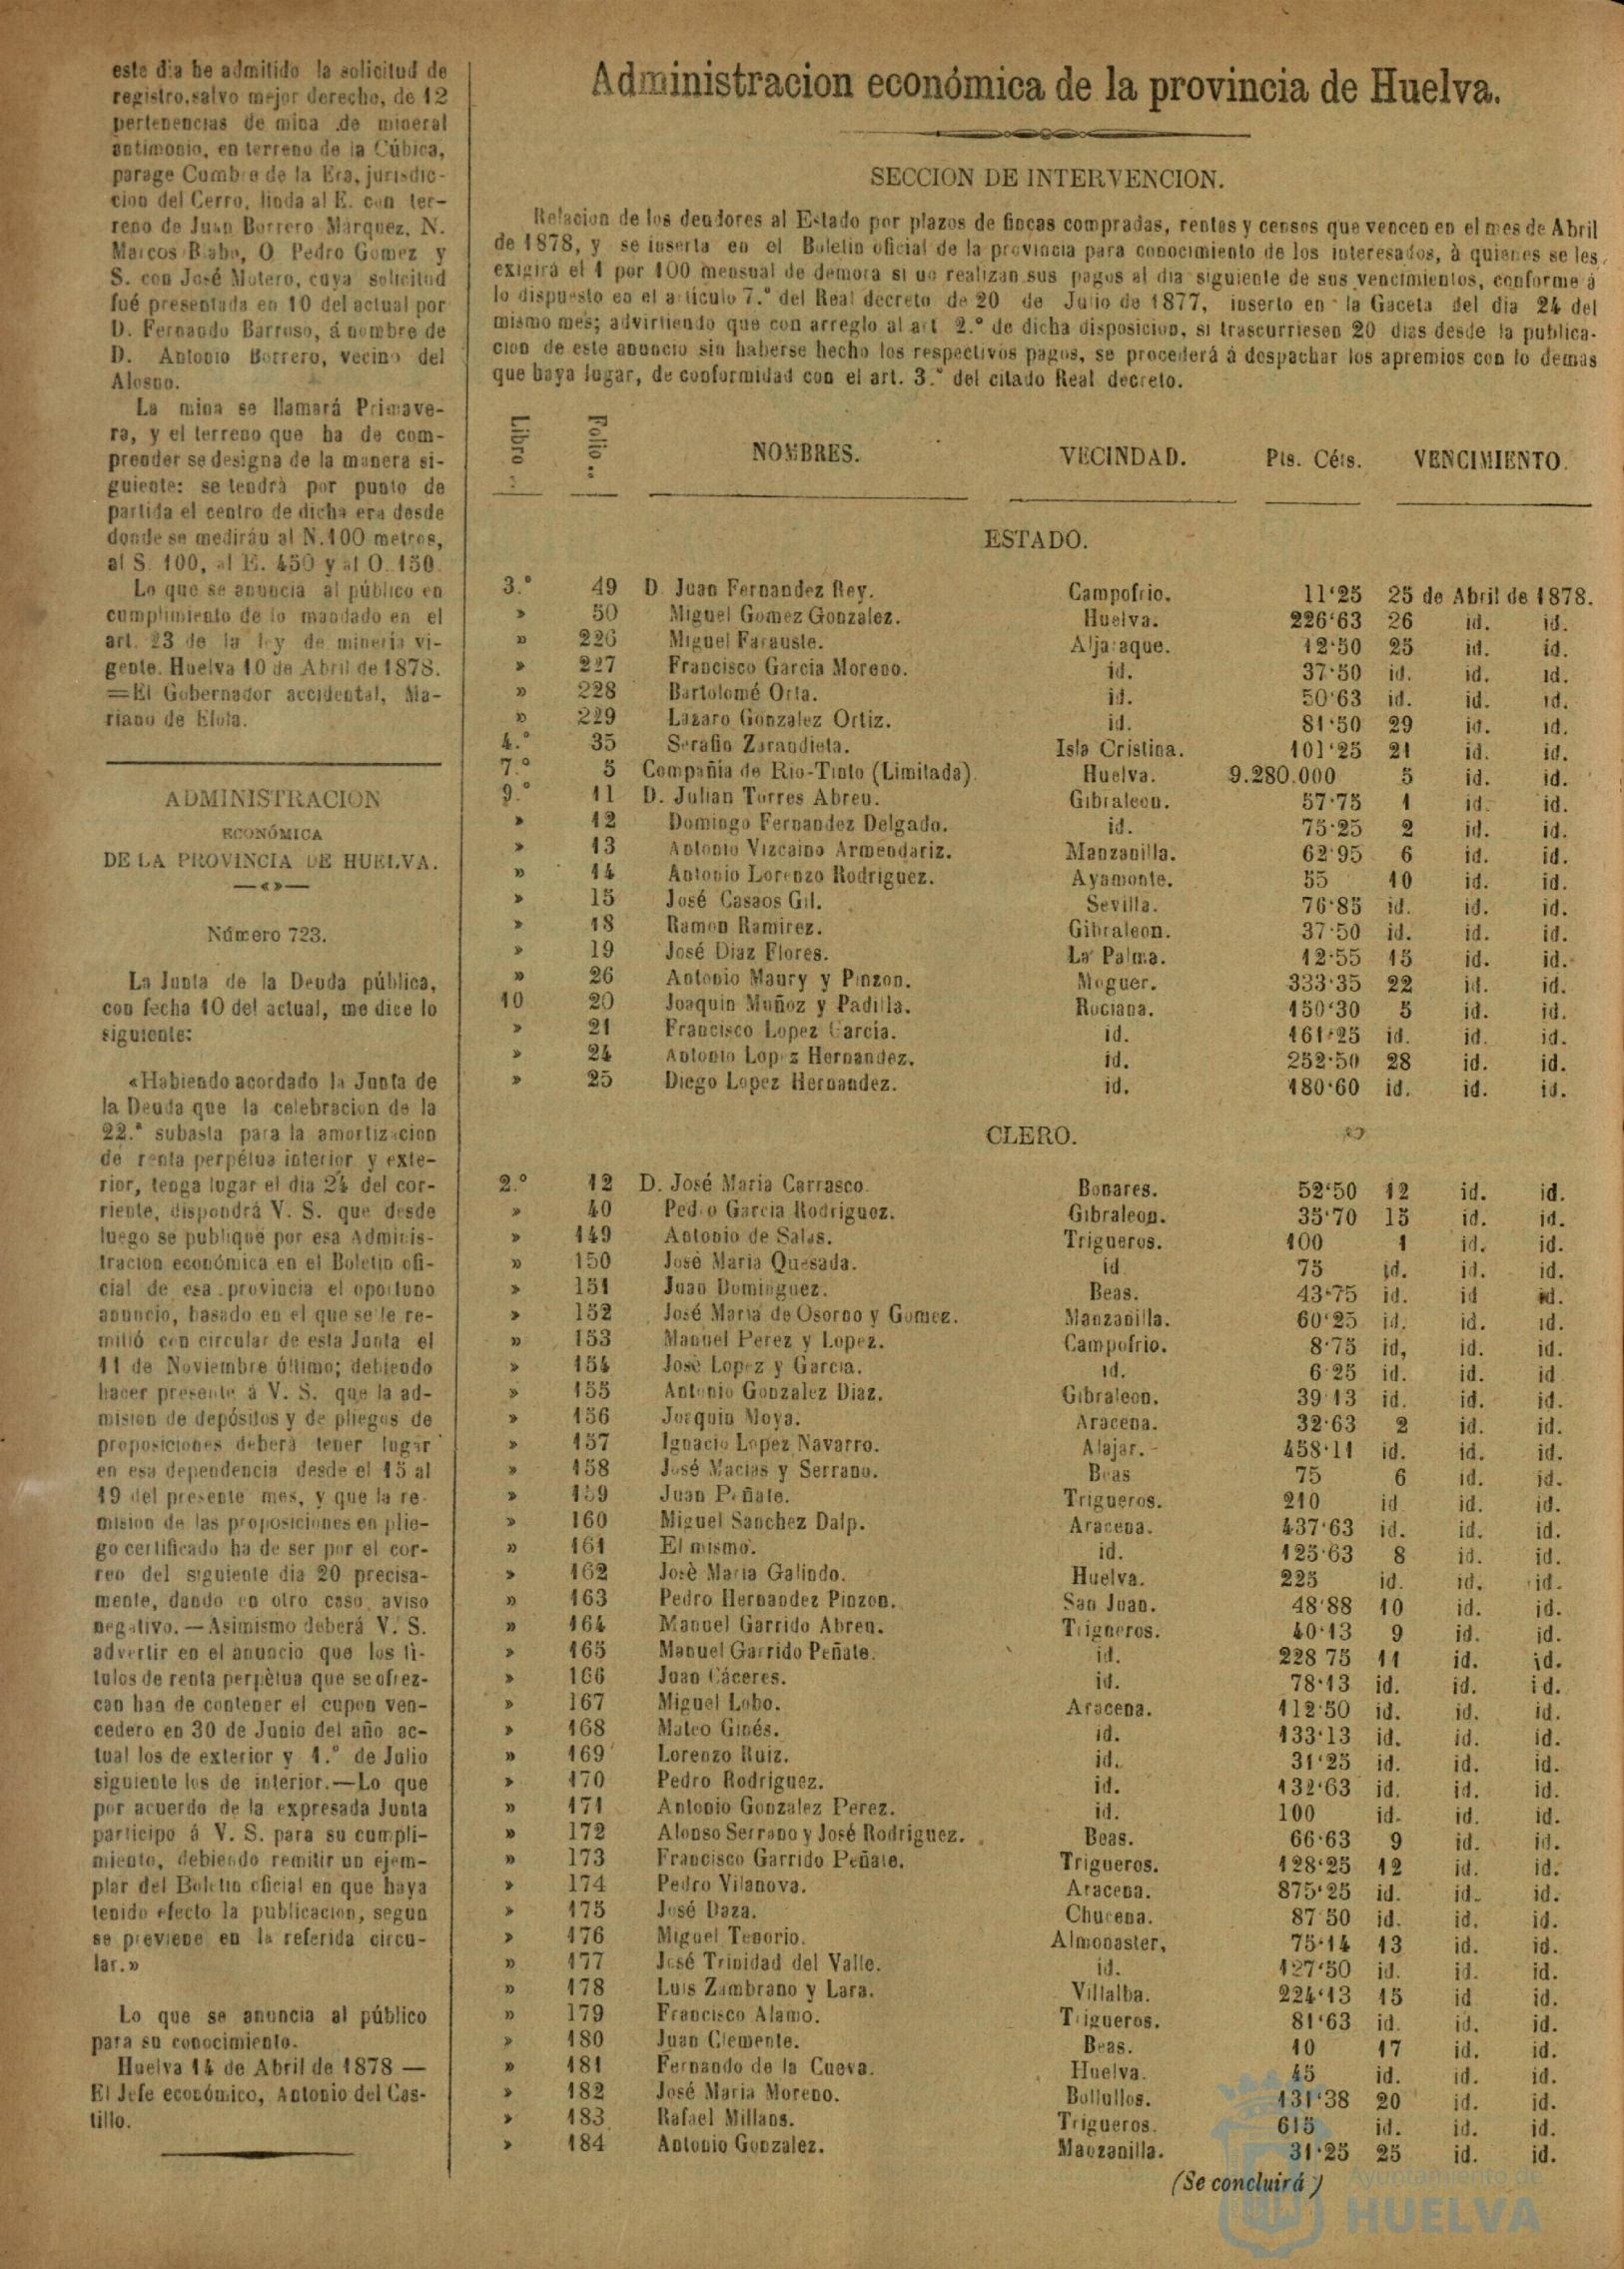 este dia he admitido la solicitud de
registro, salvo mejor derecho, de 12
pertenencias de mina de mineral
antimonio, en terreno de la Cúbica,
parage Cumbre de la Era, jurisdic-
cion del Cerro, linda al E. con ter-
reno de Juan Borrero Márquez, N.
Marcos Rabo, O Pedro Gomez y
S. con José Motero, cuya solicitud
fué presentada en 10 del actual por
D. Fernando Barroso, á nombre de
D. Antonio Borrero, vecino del
Alosno.
La mina se llamará Primave-
ra, y el terreno que ha de com-
prender se designa de la manera si-
guiente: se tendrà por punto de
partida el centro de dicha era desde
donde se medirán al N. 100 metros,
al S. 100, al E. 450 y al O. 150.
Lo que se anuncia al público en
cumplimiento de lo mandado en el
art. 23 de la ley de mineria vi-
gente. Huelva 10 de Abril de 1878.
=El Gobernador accidental, Ma-
riano de Elola.
ADMINISTRACION
ECONÓMICA
DE LA PROVINCIA DE HUELVA.
Número 723.
La Junta de la Deuda pública,
con fecha 10 del actual, me dice lo
siguiente:
«Habiendo acordado la Junta de
la Deuda que la celebracion de la
22.ª subasta para la amortizacion
de renta perpétua interior y exte-
rior, tenga lugar el dia 24 del cor-
riente, dispondrá V. S. que desde
luego se publique por esa Adminis-
tracion económica en el Boletin ofi-
cial de esa provincia el oportuno
anuncio, basado en el que se le re-
mitió con circular de esta Junta el
11 de Noviembre último; debiendo
hacer presente á V. S. que la ad-
mision de depósitos y de pliegos de
proposiciones deberá tener lugar
en esa dependencia desde el 15 al
19 del presente mes, y que la re-
mision de las proposiciones en plie-
go certificado ha de ser por el cor-
reo del siguiente dia 20 precisa-
mente, dando en otro caso aviso
negativo.—Asimismo deberá V. S.
advertir en el anuncio que los tí-
tulos de renta perpètua que se ofrez-
can han de contener el cupon ven-
cedero en 30 de Junio del año ac-
tual los de exterior y 1.º de Julio
siguiente los de interior.—Lo que
por acuerdo de la expresada Junta
participo á V. S. para su cumpli-
miento, debiendo remitir un ejem-
plar del Boletin oficial en que haya
tenido efecto la publicacion, segun
se previene en la referida circu-
lar.»
Lo que se anuncia al público
para su conocimiento.
Huelva 14 de Abril de 1878—
El Jefe económico, Antonio del Cas-
tillo.
Administracion económica de la provincia de Huelva.
SECCION DE INTERVENCION.
Relacion de los deudores al Estado por plazos de fincas compradas, rentas y censos que vencen en el mes de Abril
de 1878, y se inserta en el Boletin oficial de la provincia para conocimiento de los interesados, à quienes se les
exigirá el 1 por 100 mensual de demora si no realizan sus pagos al dia siguiente de sus vencimientos, conforme á
lo dispuesto en el articulo 7.º del Real decreto de 20 de Julio de 1877, inserto en la Gaceta del dia 24 del
mismo mes; advirtiendo que con arreglo al art 2.º de dicha disposicion, si trascurriesen 20 dias desde la publica-
cion de este anuncio sin haberse hecho los respectivos pagos, se procederá á despachar los apremios con lo demas
que haya lugar, de conformidad con el art. 3.º del citado Real decreto.
Libro Folio.. NOMBRES. VECINDAD. Pts. Céts. VENCIMIENTO.
ESTADO.
3.º 49 D. Juan Fernandez Rey. Campofrio. 11‘25 25 de Abril de 1878.
» 50 Miguel Gomez Gonzalez. Huelva. 226‘63 26 id. id.
» 226 Miguel Farauste. Aljaraque. 12‘50 25 id. id.
» 227 Francisco Garcia Moreno. id. 37‘50 id. id. id.
» 228 Bartolomé Orta. id. 50‘63 id. id. id.
» 229 Lazaro Gonzalez Ortiz. id. 81‘50 29 id. id.
4.º 35 Serafin Zarandieta. Isla Cristina. 101‘25 21 id. id.
7.º 5 Compañia de Rio-Tinto (Limitada). Huelva. 9.280.000 5 id. id.
9.º 11 D. Julian Torres Abreu. Gibraleon. 57‘75 1 id. id.
» 12 Domingo Fernandez Delgado. id. 75‘25 2 id. id.
» 13 Antonio Vizcaino Armendariz. Manzanilla. 62‘95 6 id. id.
» 14 Antonio Lorenzo Rodriguez. Ayamonte. 55 10 id. id.
» 15 José Casaos Gil. Sevilla. 76‘85 id. id. id.
» 18 Ramon Ramirez. Gibraleon. 37‘50 id. id. id.
» 19 José Diaz Flores. La Palma. 12‘55 15 id. id.
» 26 Antonio Maury y Pinzon. Moguer. 333‘35 22 id. id.
10 20 Joaquin Muñoz y Padilla. Rociana. 150‘30 5 id. id.
» 21 Francisco Lopez Garcia. id. 161‘25 id. id. id.
» 24 Antonio Lopez Hernandez. id. 252‘50 28 id. id.
» 25 Diego Lopez Hernandez. id. 180‘60 id. id. id.
CLERO.
2.º 12 D. José Maria Carrasco. Bonares. 52‘50 12 id. id.
» 40 Pedro Garcia Rodriguez. Gibraleon. 35‘70 15 id. id.
» 149 Antonio de Salas. Trigueros. 100 1 id. id.
» 150 José Maria Quesada. id 75 id. id. id.
» 151 Juan Dominguez. Beas. 43‘75 id. id id.
» 152 José Maria de Osorno y Gomez. Manzanilla. 60‘25 id. id. id.
» 153 Manuel Perez y Lopez. Campofrio. 8‘75 id, id. id.
» 154 José Lopez y Garcia. id. 6‘25 id. id. id
» 155 Antonio Gonzalez Diaz. Gibraleon. 39 13 id. id. id.
» 156 Joaquin Moya. Aracena. 32‘63 2 id. id.
» 157 Ignacio Lopez Navarro. Alajar. 458‘11 id. id. id.
» 158 José Macias y Serrano. Beas 75 6 id. id.
» 159 Juan Peñate. Trigueros. 210 id id. id.
» 160 Miguel Sanchez Dalp. Aracena. 437‘63 id. id. id.
» 161 El mismo. id. 125‘63 8 id. id.
» 162 Josè Maria Galindo. Huelva. 225 id. id. id.
» 163 Pedro Hernandez Pinzon. San Juan. 48‘88 10 id. id.
» 164 Manuel Garrido Abreu. Trigueros. 40‘13 9 id. id.
» 165 Manuel Garrido Peñate. id. 228 75 11 id. id.
» 166 Juan Cáceres. id. 78‘13 id. id. id.
» 167 Miguel Lobo. Aracena. 112‘50 id. id. id.
» 168 Mateo Ginés. id. 133‘13 id. id. id.
» 169 Lorenzo Ruiz. id. 31‘25 id. id. id.
» 170 Pedro Rodriguez. id. 132‘63 id. id. id.
» 171 Antonio Gonzalez Perez. id. 100 id. id. id.
» 172 Alonso Serrano y José Rodriguez. Beas. 66‘63 9 id. id.
» 173 Francisco Garrido Peñate. Trigueros. 128‘25 12 id. id.
» 174 Pedro Vilanova. Aracena. 875‘25 id. id. id.
» 175 José Daza. Chucena. 87 50 id. id. id.
» 176 Miguel Tenorio. Almonaster, 75‘14 13 id. id.
» 177 José Trinidad del Valle. id. 127‘50 id. id. id.
» 178 Luis Zambrano y Lara. Villalba. 224‘13 15 id id.
» 179 Francisco Alamo. Trigueros. 81‘63 id. id. id.
» 180 Juan Clemente. Beas. 10 17 id. id.
» 181 Fernando de la Cueva. Huelva. 45 id. id. id.
» 182 José Maria Moreno. Bollullos. 131‘38 20 id. id.
» 183 Rafael Millans. Trigueros. 615 id. id. id.
» 184 Antonio Gonzalez. Manzanilla. 31‘25 25 id. id.
(Se concluirá)
Ayuntamiento de
HUELVA